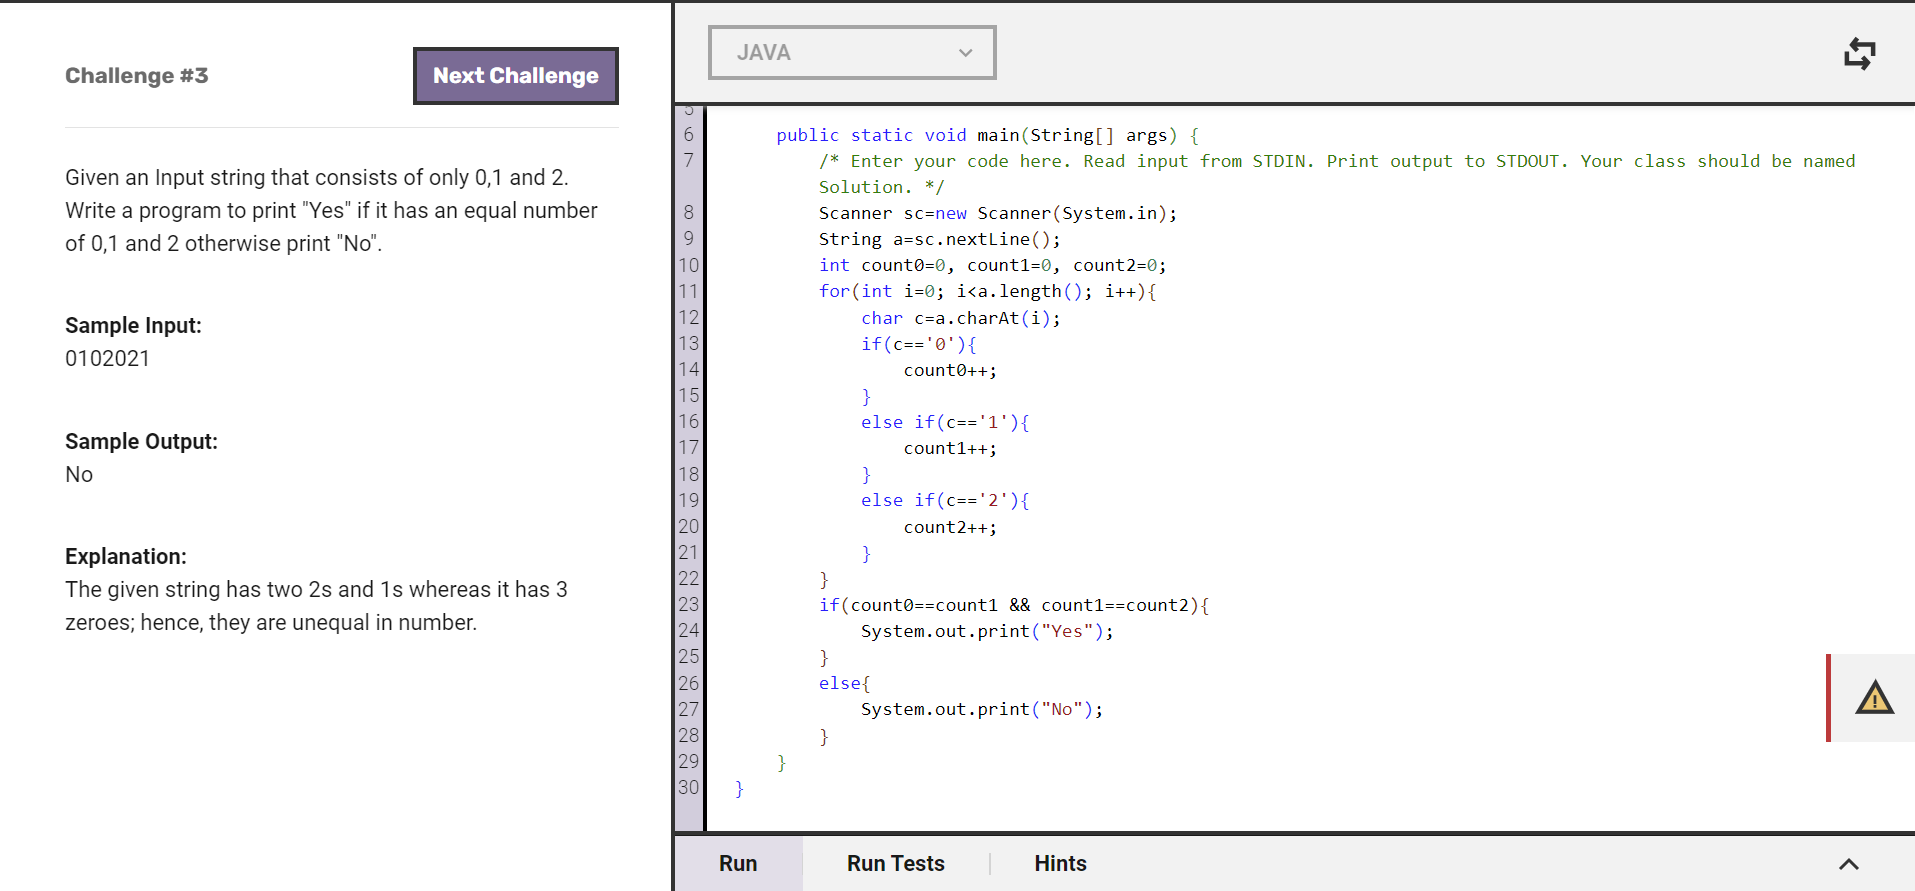 Challenge #3
Next Challenge
Given an Input string that consists of only 0,1 and 2.
Write a program to print "Yes" if it has an equal number
of 0,1 and 2 otherwise print "No".
Sample Input:
0102021
Sample Output:
No
Explanation:
The given string has two 2s and 1s whereas it has 3
zeroes; hence, they are unequal in number.
JAVA
5
6 public static void main(String[] args) {
7 /* Enter your code here. Read input from STDIN. Print output to STDOUT. Your class should be named
Solution. */
8 Scanner sc=new Scanner(System.in);
9 String a=sc.nextLine();
10 int count0=0, count1=0, count2=0;
11 for(int i=0; i<a.length(); i++){
12 char c=a.charAt(i);
13 if(c=='0'){
14 count0++;
15 }
16 else if(c=='1'){
17 count1++;
18 }
19 else if(c=='2'){
20 count2++;
21 }
22 }
23 if(count0==count1 && count1==count2){
24 System.out.print("Yes");
25 }
26 else{
27 System.out.print("No");
28 }
29 }
30 }
Run Run Tests Hints